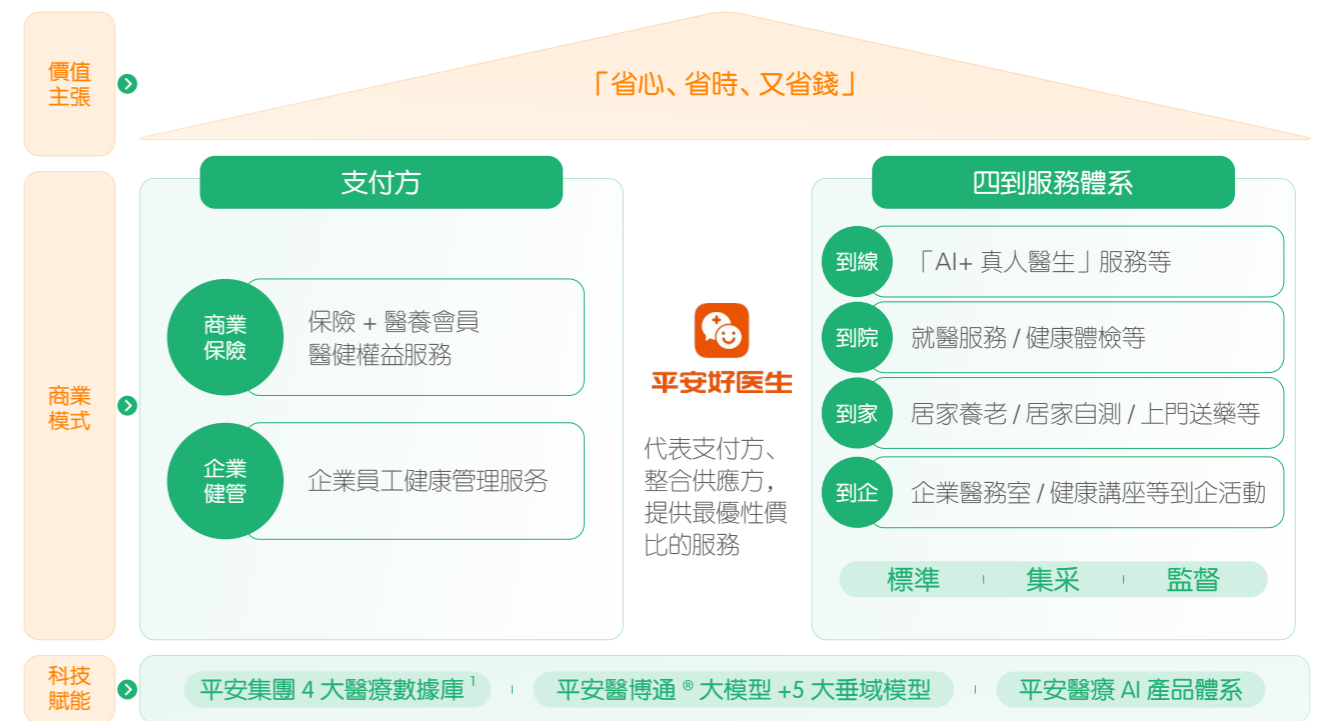 價值
主張
「省心、省時、又省錢」
商業
模式
支付方
商業
保險
保險 + 醫養會員
醫健權益服務
企業
健管
企業員工健康管理服务
平安好医生
代表支付方、
整合供應方，
提供最優性價
比的服務
四到服務體系
到線
「AI+ 真人醫生」服務等
到院
就醫服務 / 健康體檢等
到家
居家養老 / 居家自測 / 上門送藥等
到企
企業醫務室 / 健康講座等到企活動
標準
集采
監督
科技
賦能
平安集團 4 大醫療數據庫 1
平安醫博通 ® 大模型 +5 大垂域模型
平安醫療 AI 產品體系